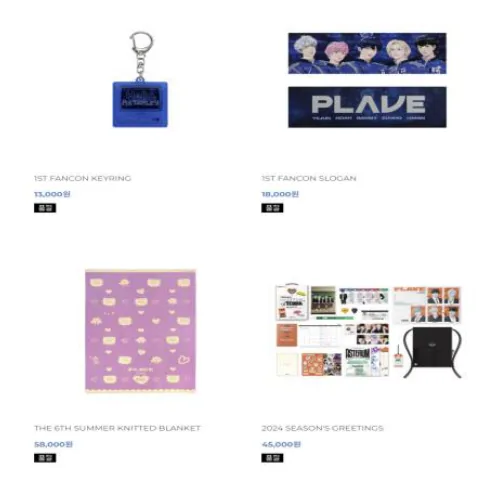 PLAVE
1ST FANCON KEYRING
13,000원
품절
1ST FANCON SLOGAN
18,000원
품절
PLAVE
ASTERUM
THE 6TH SUMMER KNITTED BLANKET
58,000원
품절
2024 SEASON'S GREETINGS
45,000원
품절